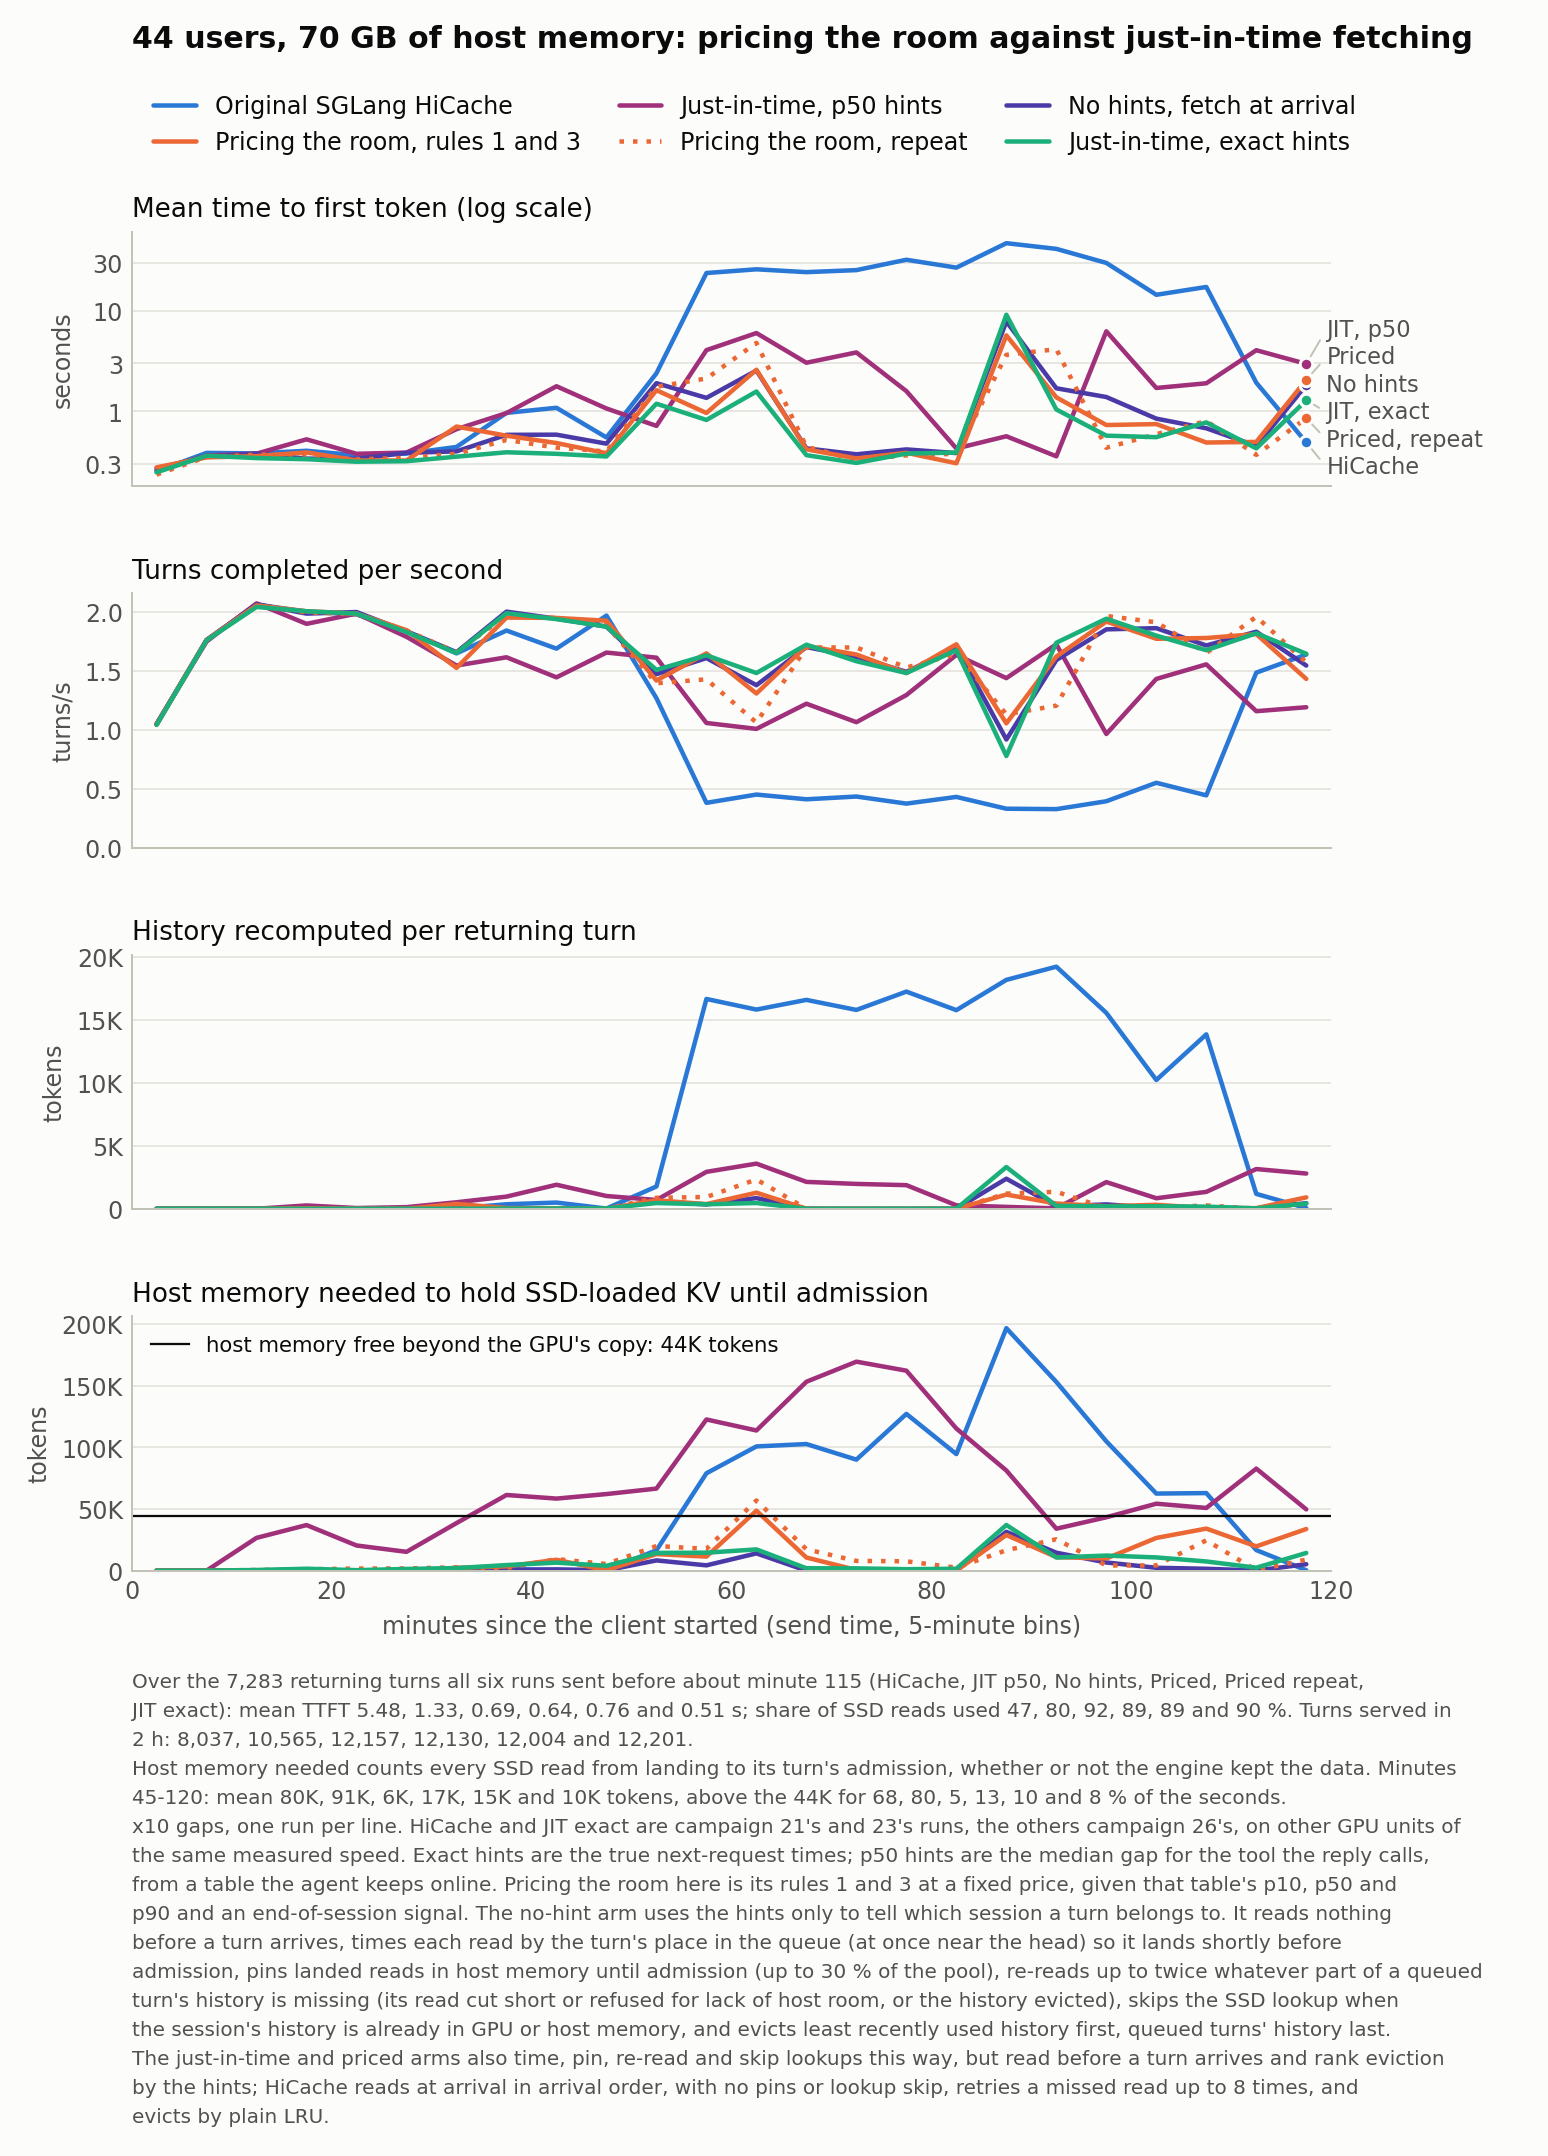 44 users, 70 GB of host memory: pricing the room against just-in-time fetching
Original SGLang HiCache
Just-in-time, p50 hints
No hints, fetch at arrival
Pricing the room, rules 1 and 3
Pricing the room, repeat
Just-in-time, exact hints
Mean time to first token (log scale)
30
10
3
1
0.3
seconds
JIT, p50
Priced
No hints
JIT, exact
Priced, repeat
HiCache
Turns completed per second
2.0
1.5
1.0
0.5
0.0
turns/s
History recomputed per returning turn
20K
15K
10K
5K
0
tokens
Host memory needed to hold SSD-loaded KV until admission
200K
150K
100K
50K
0
tokens
host memory free beyond the GPU's copy: 44K tokens
0 20 40 60 80 100 120
minutes since the client started (send time, 5-minute bins)
Over the 7,283 returning turns all six runs sent before about minute 115 (HiCache, JIT p50, No hints, Priced, Priced repeat,
JIT exact): mean TTFT 5.48, 1.33, 0.69, 0.64, 0.76 and 0.51 s; share of SSD reads used 47, 80, 92, 89, 89 and 90 %. Turns served in
2 h: 8,037, 10,565, 12,157, 12,130, 12,004 and 12,201.
Host memory needed counts every SSD read from landing to its turn's admission, whether or not the engine kept the data. Minutes
45-120: mean 80K, 91K, 6K, 17K, 15K and 10K tokens, above the 44K for 68, 80, 5, 13, 10 and 8 % of the seconds.
x10 gaps, one run per line. HiCache and JIT exact are campaign 21's and 23's runs, the others campaign 26's, on other GPU units of
the same measured speed. Exact hints are the true next-request times; p50 hints are the median gap for the tool the reply calls,
from a table the agent keeps online. Pricing the room here is its rules 1 and 3 at a fixed price, given that table's p10, p50 and
p90 and an end-of-session signal. The no-hint arm uses the hints only to tell which session a turn belongs to. It reads nothing
before a turn arrives, times each read by the turn's place in the queue (at once near the head) so it lands shortly before
admission, pins landed reads in host memory until admission (up to 30 % of the pool), re-reads up to twice whatever part of a queued
turn's history is missing (its read cut short or refused for lack of host room, or the history evicted), skips the SSD lookup when
the session's history is already in GPU or host memory, and evicts least recently used history first, queued turns' history last.
The just-in-time and priced arms also time, pin, re-read and skip lookups this way, but read before a turn arrives and rank eviction
by the hints; HiCache reads at arrival in arrival order, with no pins or lookup skip, retries a missed read up to 8 times, and
evicts by plain LRU.